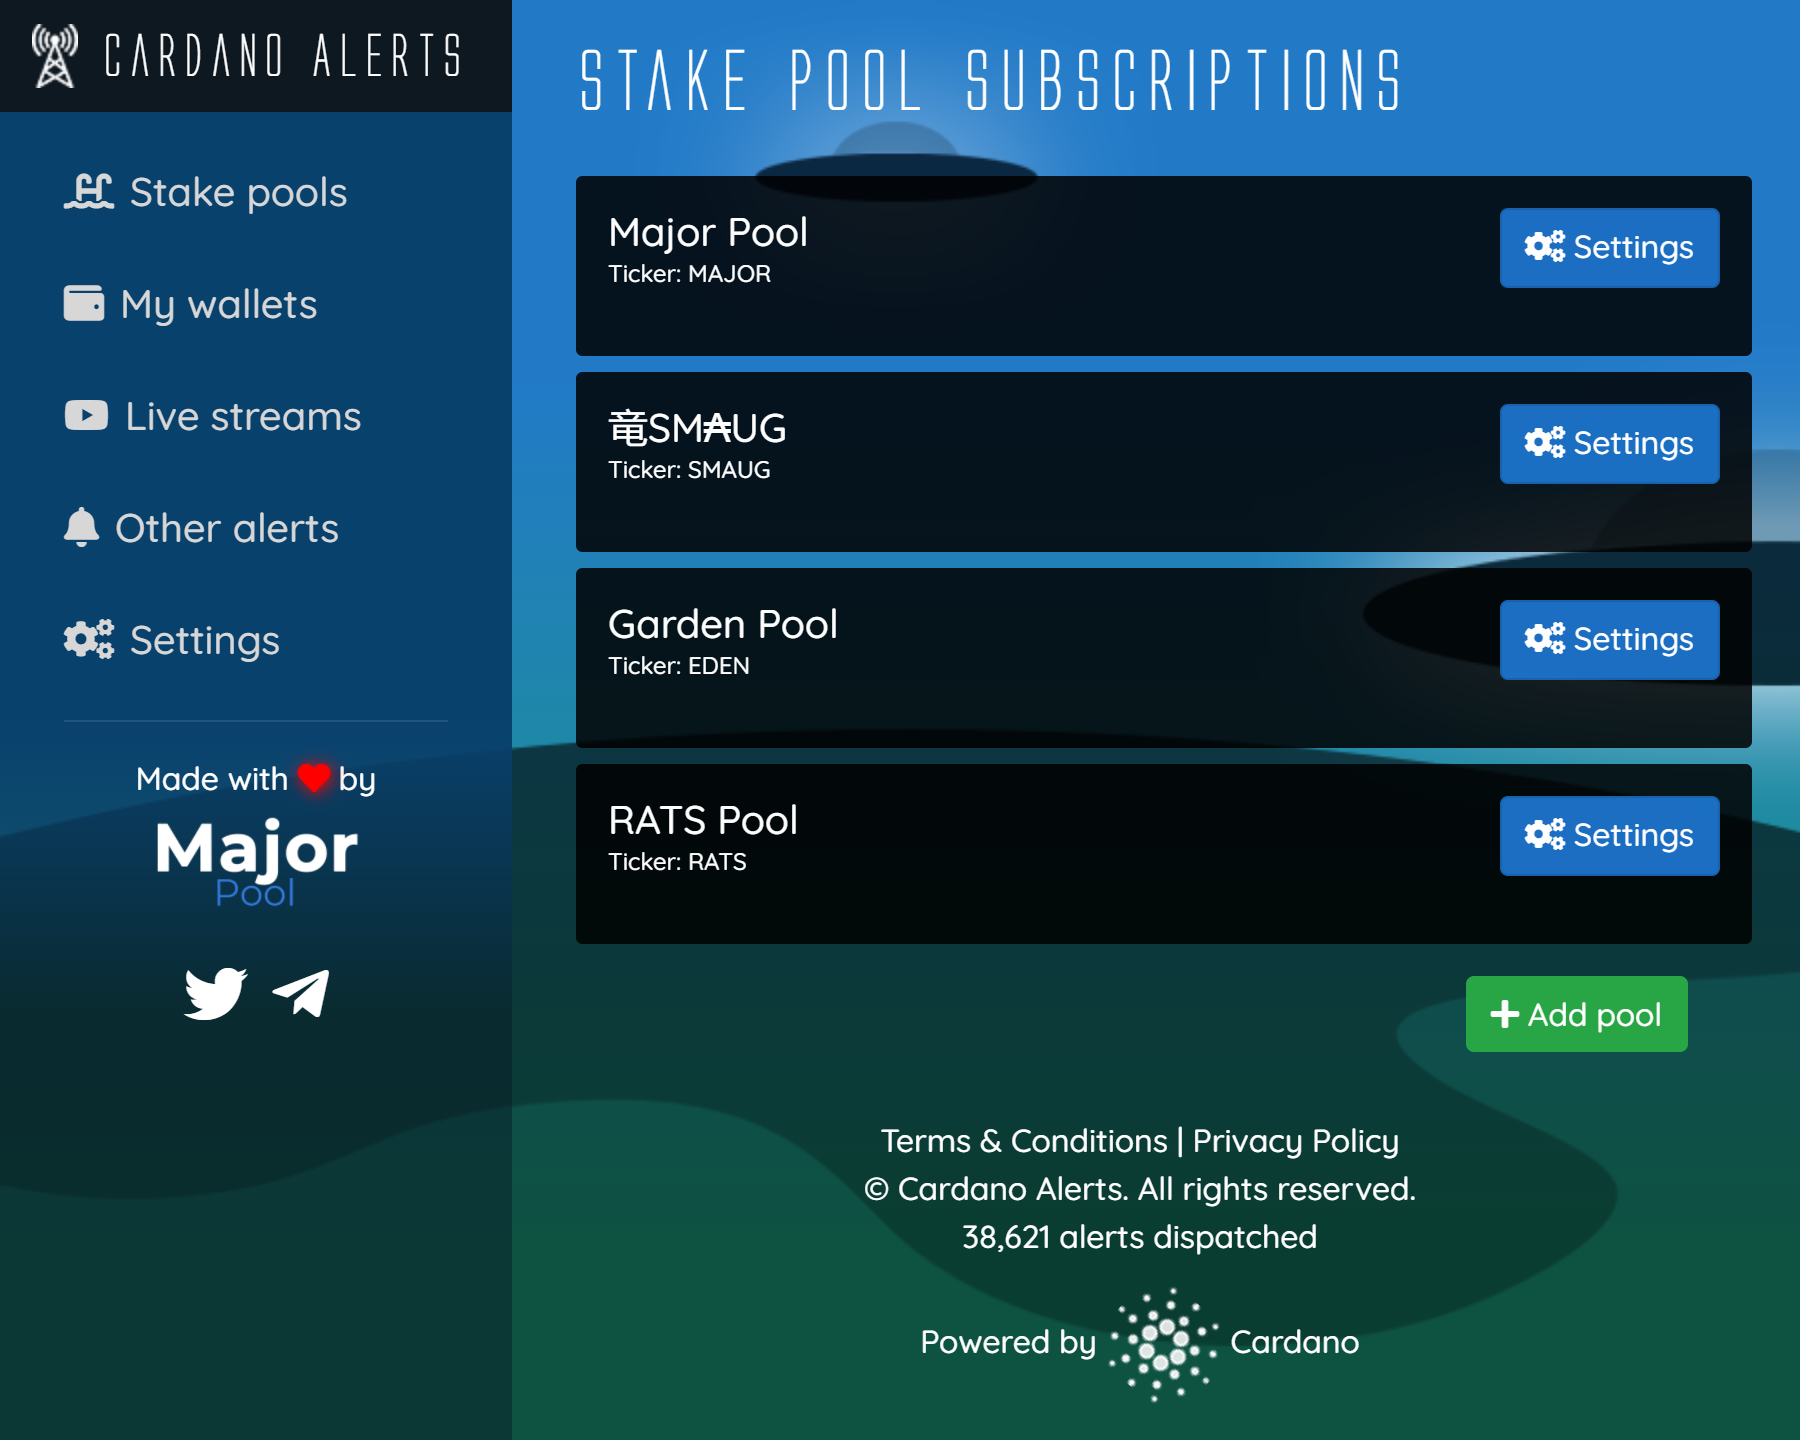 CARDANO ALERTS
Stake pools
My wallets
Live streams
Other alerts
Settings
Made with ❤ by
Major
Pool
STAKE POOL SUBSCRIPTIONS
Major Pool
Ticker: MAJOR
Settings
竜SM₳UG
Ticker: SMAUG
Settings
Garden Pool
Ticker: EDEN
Settings
RATS Pool
Ticker: RATS
Settings
Add pool
Terms & Conditions | Privacy Policy
© Cardano Alerts. All rights reserved.
38,621 alerts dispatched
Powered by Cardano